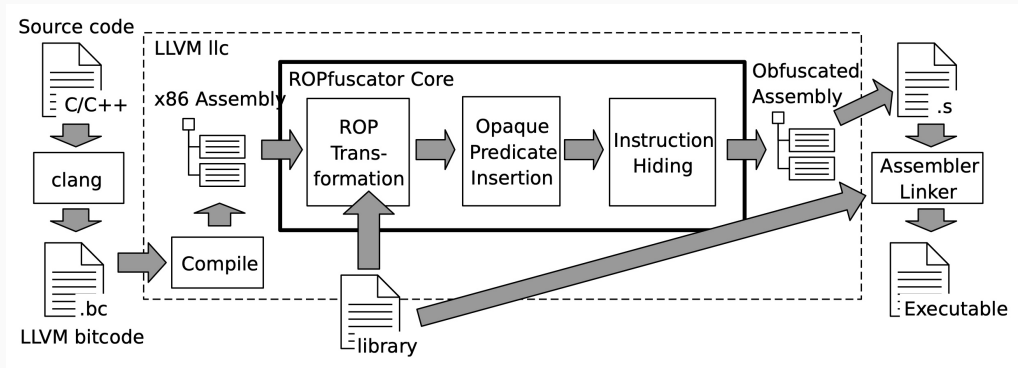 Source code
C/C++
clang
.bc
LLVM bitcode
LLVM llc
x86 Assembly
Compile
ROPfuscator Core
ROP
Trans-
formation
Opaque
Predicate
Insertion
Instruction
Hiding
library
Obfuscated
Assembly
.s
Assembler
Linker
Executable